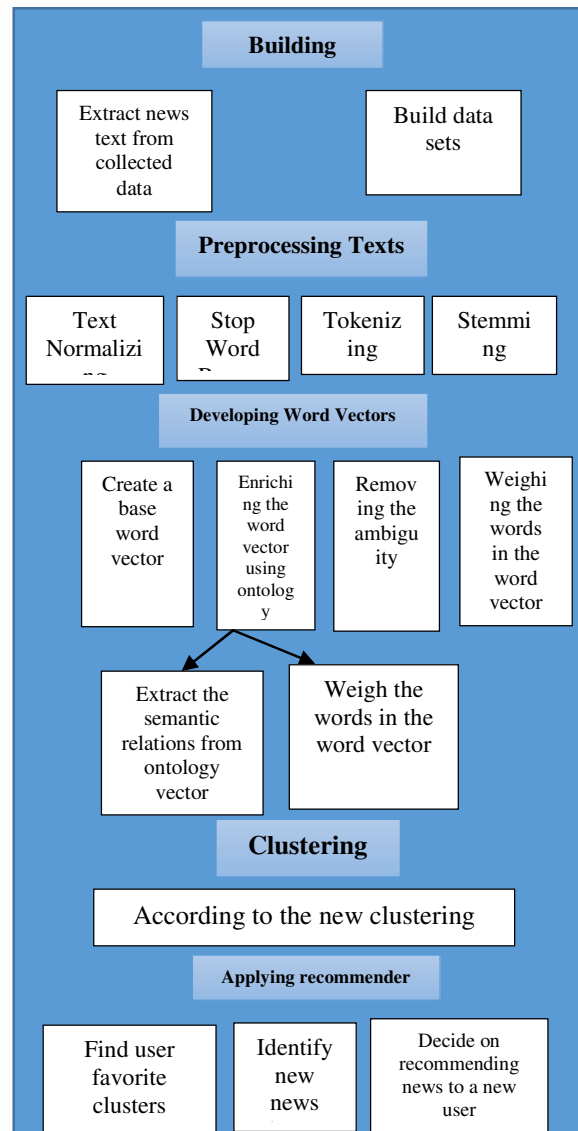 Building
Extract news
text from
collected
data
Build data
sets
Preprocessing Texts
Text
Normalizi
ng
Stop
Word
Tokeniz
ing
Stemmi
ng
Developing Word Vectors
Create a
base
word
vector
Enrichi
ng the
word
vector
using
ontolog
y
Remov
ing the
ambigu
ity
Weighi
ng the
words
in the
word
vector
Extract the
semantic
relations from
ontology
vector
Weigh the
words in the
word vector
Clustering
According to the new clustering
Applying recommender
Find user
favorite
clusters
Identify
new
news
Decide on
recommending
news to a new
user